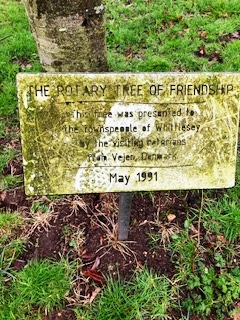 THE ROTARY TREE OF FRIENDSHIP
This tree was presented to
the townspeople of Whittlesey
by the visiting Rotarians
from Vejen, Denmark
May 1991